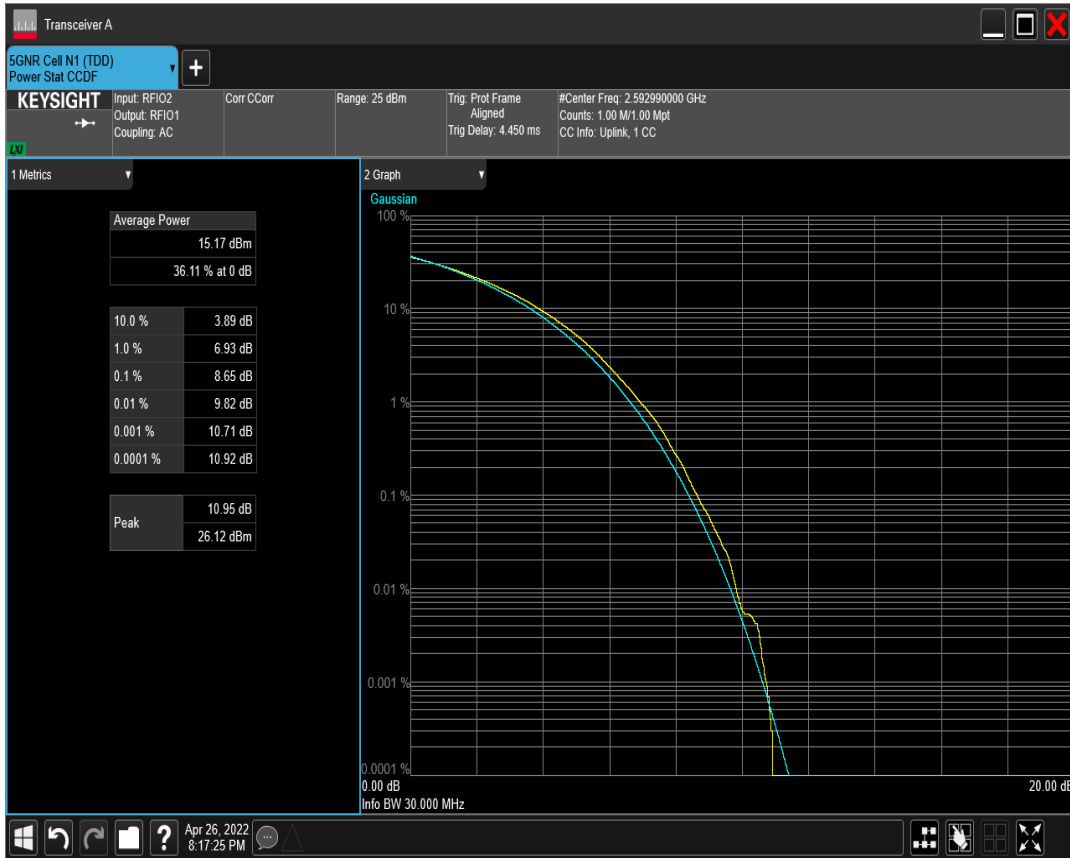 Transceiver A
5GNR Cell N1 (TDD)
Power Stat CCDF
KEYSIGHT
LXI
Input: RFIO2
Output: RFIO1
Coupling: AC
Corr CCorr
Range: 25 dBm
Trig: Prot Frame
Aligned
Trig Delay: 4.450 ms
#Center Freq: 2.592990000 GHz
Counts: 1.00 M/1.00 Mpt
CC Info: Uplink, 1 CC
1 Metrics
Average Power
15.17 dBm
36.11 % at 0 dB
10.0 % 3.89 dB
1.0 % 6.93 dB
0.1 % 8.65 dB
0.01 % 9.82 dB
0.001 % 10.71 dB
0.0001 % 10.92 dB
Peak
10.95 dB
26.12 dBm
2 Graph
Gaussian
100 %
10 %
1 %
0.1 %
0.01 %
0.001 %
0.0001 %
0.00 dB 20.00 dB
Info BW 30.000 MHz
? Apr 26, 2022
8:17:25 PM